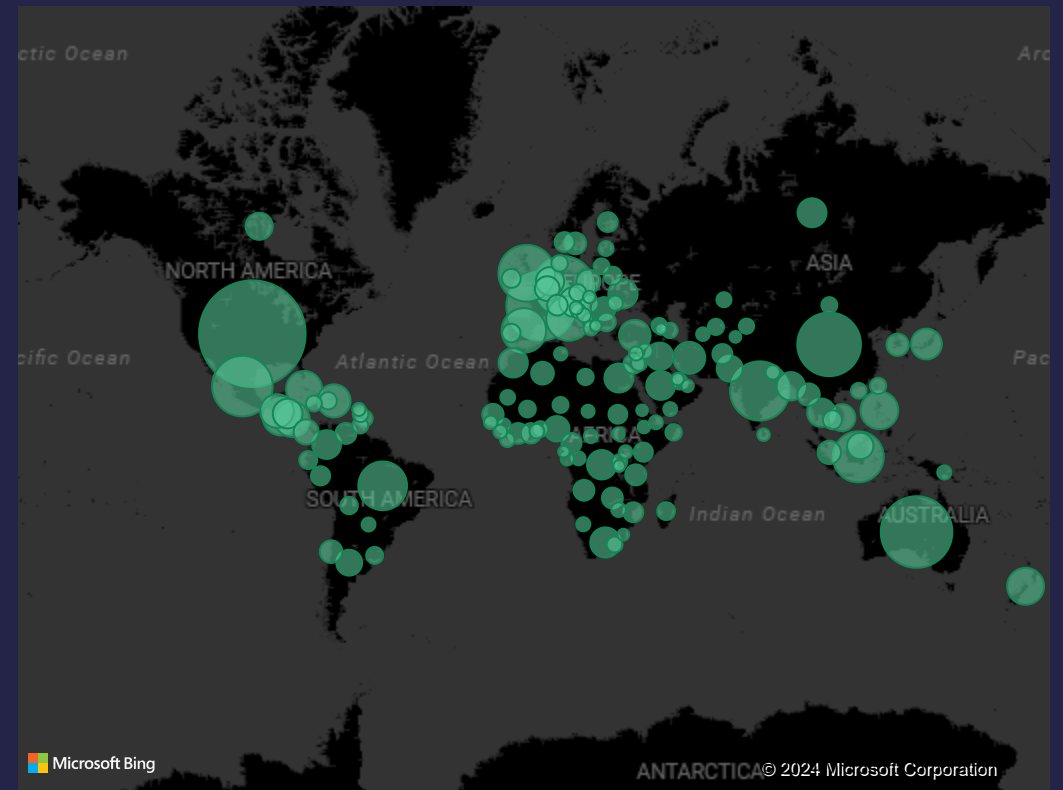 ctic Ocean
Arc
NORTH AMERICA
ASIA
EUROPE
cific Ocean
Atlantic Ocean
Pac
AFRICA
SOUTH AMERICA
Indian Ocean
AUSTRALIA
Microsoft Bing
ANTARCTICA
© 2024 Microsoft Corporation